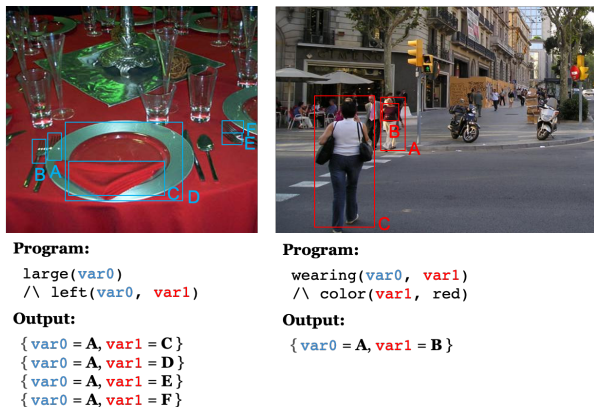 A
B
C
D
E
B
A
C
Program:
large(var0)
/\ left(var0, var1)
Output:
{var0 = A, var1 = C}
{var0 = A, var1 = D}
{var0 = A, var1 = E}
{var0 = A, var1 = F}
Program:
wearing(var0, var1)
/\ color(var1, red)
Output:
{var0 = A, var1 = B}